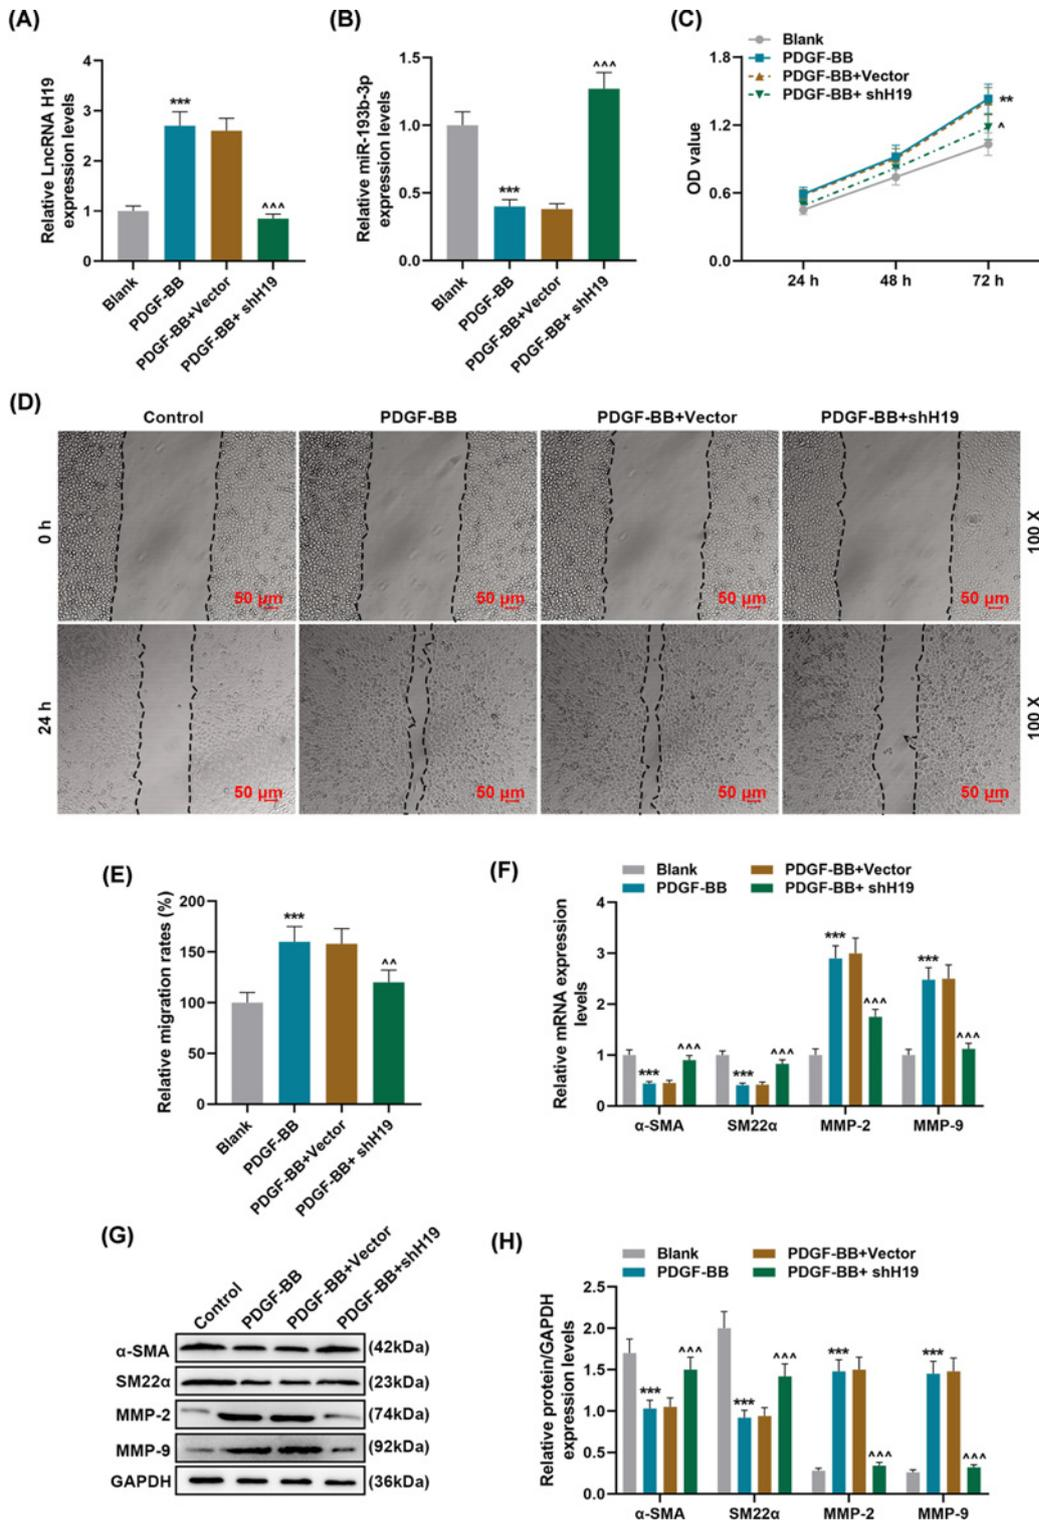 (A)
Relative LncRNA H19
expression levels
4
3
2
1
0
***
^^^
Blank
PDGF-BB
PDGF-BB+Vector
PDGF-BB+ shH19
(B)
Relative miR-193b-3p
expression levels
1.5
1.0
0.5
0.0
***
^^^
Blank
PDGF-BB
PDGF-BB+Vector
PDGF-BB+ shH19
(C)
Blank
PDGF-BB
PDGF-BB+Vector
PDGF-BB+ shH19
OD value
1.8
1.2
0.6
0.0
**
^
24 h
48 h
72 h
(D)
Control
PDGF-BB
PDGF-BB+Vector
PDGF-BB+shH19
0 h
50 μm
50 μm
50 μm
50 μm
100 X
24 h
50 μm
50 μm
50 μm
50 μm
100 X
(E)
Relative migration rates (%)
200
150
100
50
0
***
^^
Blank
PDGF-BB
PDGF-BB+Vector
PDGF-BB+ shH19
(F)
Blank
PDGF-BB
PDGF-BB+Vector
PDGF-BB+ shH19
Relative mRNA expression
levels
4
3
2
1
0
***
^^^
***
^^^
***
^^^
***
^^^
α-SMA
SM22α
MMP-2
MMP-9
(G)
Control
PDGF-BB
PDGF-BB+Vector
PDGF-BB+shH19
α-SMA
(42kDa)
SM22α
(23kDa)
MMP-2
(74kDa)
MMP-9
(92kDa)
GAPDH
(36kDa)
(H)
Blank
PDGF-BB
PDGF-BB+Vector
PDGF-BB+ shH19
Relative protein/GAPDH
expression levels
2.5
2.0
1.5
1.0
0.5
0.0
***
^^^
***
^^^
***
^^^
***
^^^
α-SMA
SM22α
MMP-2
MMP-9